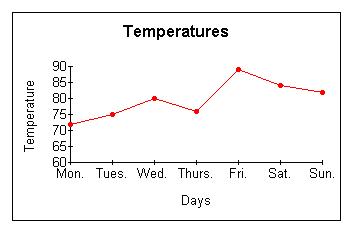 Temperatures
Temperature
90
85
80
75
70
65
60
Mon. Tues. Wed. Thurs. Fri. Sat. Sun.
Days